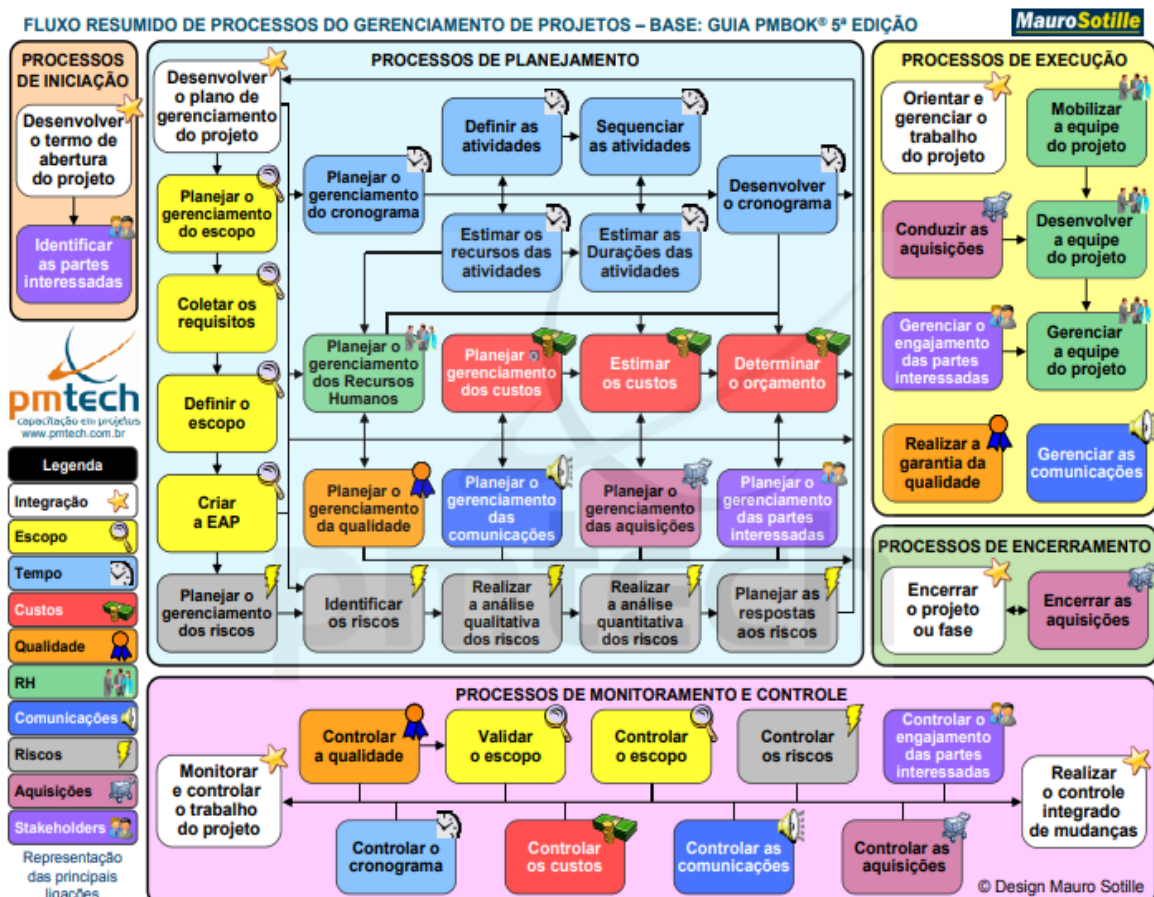 FLUXO RESUMIDO DE PROCESSOS DO GERENCIAMENTO DE PROJETOS – BASE: GUIA PMBOK® 5ª EDIÇÃO
MauroSotille
PROCESSOS
DE INICIAÇÃO
Desenvolver
o termo de
abertura
do projeto
Identificar
as partes
interessadas
pmtech
capacitação em projetos
www.pmtech.com.br
Legenda
Integração
Escopo
Tempo
Custos
Qualidade
RH
Comunicações
Riscos
Aquisições
Stakeholders
Representação
das principais
ligações
PROCESSOS DE PLANEJAMENTO
Desenvolver
o plano de
gerenciamento
do projeto
Planejar o
gerenciamento
do escopo
Coletar os
requisitos
Definir o
escopo
Criar
a EAP
Planejar o
gerenciamento
dos riscos
Definir as
atividades
Sequenciar
as atividades
Planejar o
gerenciamento
do cronograma
Desenvolver
o cronograma
Estimar os
recursos das
atividades
Estimar as
Durações das
atividades
Planejar o
gerenciamento
dos Recursos
Humanos
Planejar o
gerenciamento
dos custos
Estimar
os custos
Determinar
o orçamento
Planejar o
gerenciamento
da qualidade
Planejar o
gerenciamento
das
comunicações
Planejar o
gerenciamento
das aquisições
Planejar o
gerenciamento
das partes
interessadas
Identificar
os riscos
Realizar
a análise
qualitativa
dos riscos
Realizar
a análise
quantitativa
dos riscos
Planejar as
respostas
aos riscos
pmtech
PROCESSOS DE EXECUÇÃO
Orientar e
gerenciar o
trabalho
do projeto
Mobilizar
a equipe
do projeto
Conduzir as
aquisições
Desenvolver
a equipe
do projeto
Gerenciar o
engajamento
das partes
interessadas
Gerenciar
a equipe
do projeto
Realizar a
garantia da
qualidade
Gerenciar as
comunicações
PROCESSOS DE ENCERRAMENTO
Encerrar
o projeto
ou fase
Encerrar as
aquisições
PROCESSOS DE MONITORAMENTO E CONTROLE
Monitorar
e controlar
o trabalho
do projeto
Controlar
a qualidade
Validar
o escopo
Controlar
o escopo
Controlar
os riscos
Controlar o
engajamento
das partes
interessadas
Controlar o
cronograma
Controlar
os custos
Controlar as
comunicações
Controlar as
aquisições
Realizar
o controle
integrado
de mudanças
© Design Mauro Sotille